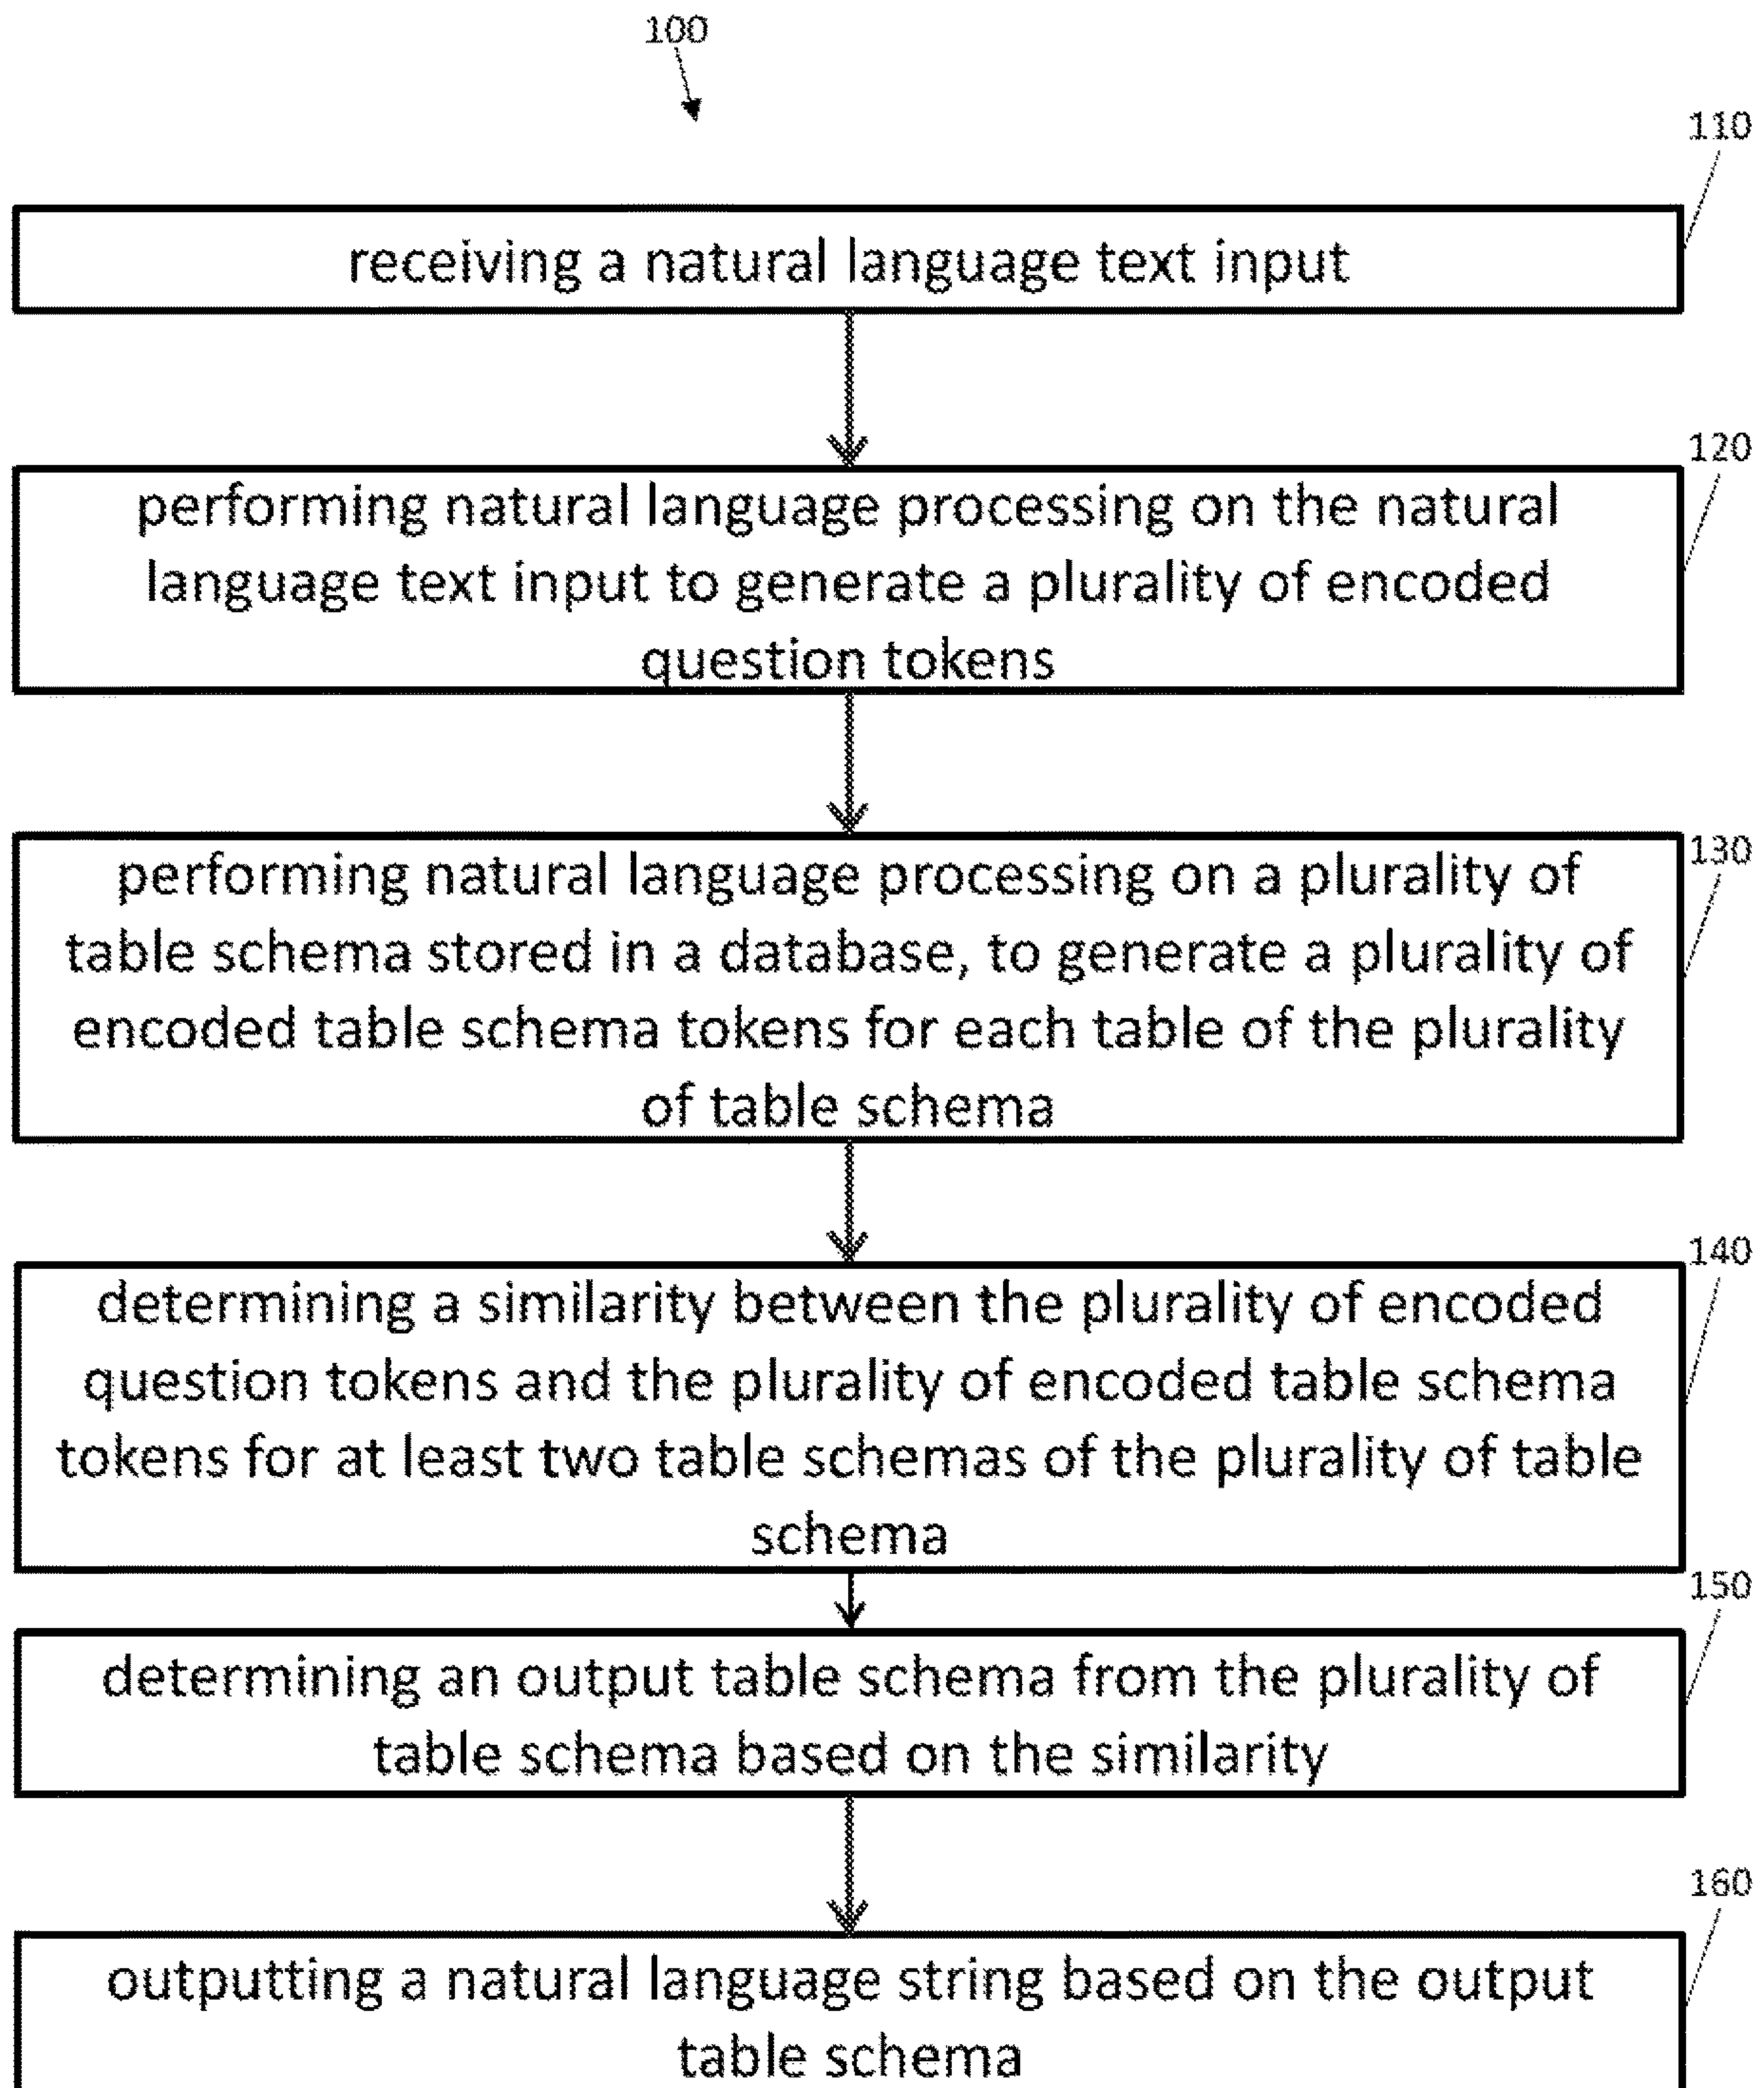 100
110
receiving a natural language text input
120
performing natural language processing on the natural
language text input to generate a plurality of encoded
question tokens
130
performing natural language processing on a plurality of
table schema stored in a database, to generate a plurality of
encoded table schema tokens for each table of the plurality
of table schema
140
determining a similarity between the plurality of encoded
question tokens and the plurality of encoded table schema
tokens for at least two table schemas of the plurality of table
schema
150
determining an output table schema from the plurality of
table schema based on the similarity
160
outputting a natural language string based on the output
table schema